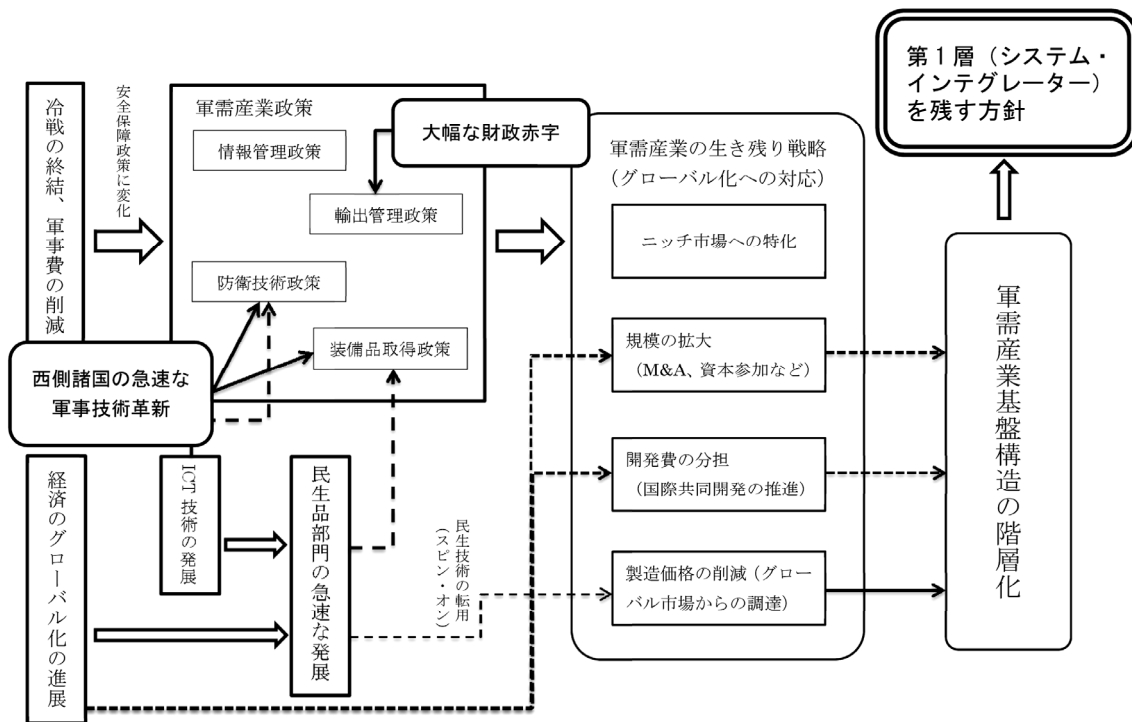 冷戦の終結、軍事費の削減
安全保障政策に変化
軍需産業政策
情報管理政策
輸出管理政策
防衛技術政策
装備品取得政策
大幅な財政赤字
西側諸国の急速な
軍事技術革新
経済のグローバル化の進展
ICT 技術の発展
民生品部門の急速な発展
民生技術の転用
(スピン・オン)
軍需産業の生き残り戦略
（グローバル化への対応）
ニッチ市場への特化
規模の拡大
（M&A、資本参加など）
開発費の分担
（国際共同開発の推進）
製造価格の削減（グロー
バル市場からの調達）
軍需産業基盤構造の階層化
第１層（システム・
インテグレーター）
を残す方針